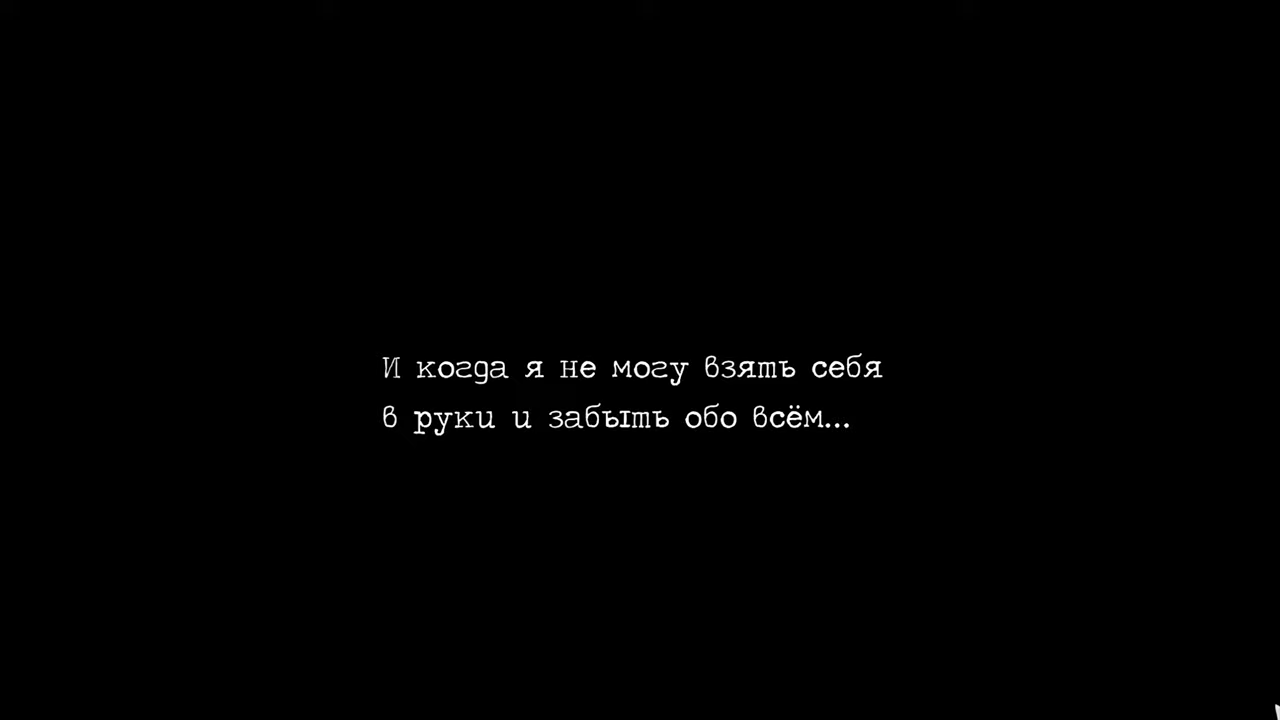 И когда я не могу взять себя
в руки и забыть обо всём...